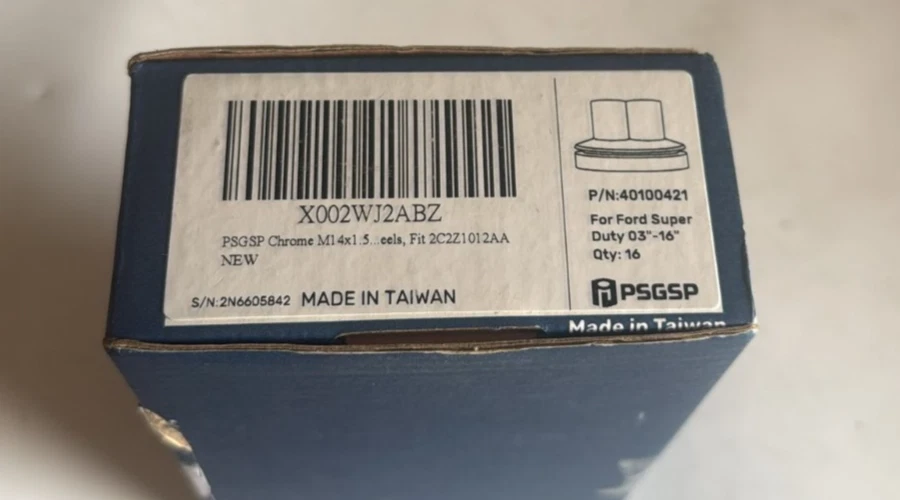 X002WJ2ABZ
PSGSP Chrome M14x1.5...eels, Fit 2C2Z1012AA
NEW
S/N:2N6605842 MADE IN TAIWAN
P/N:40100421
For Ford Super
Duty 03"-16"
Qty: 16
PSGSP
Made in Taiwan